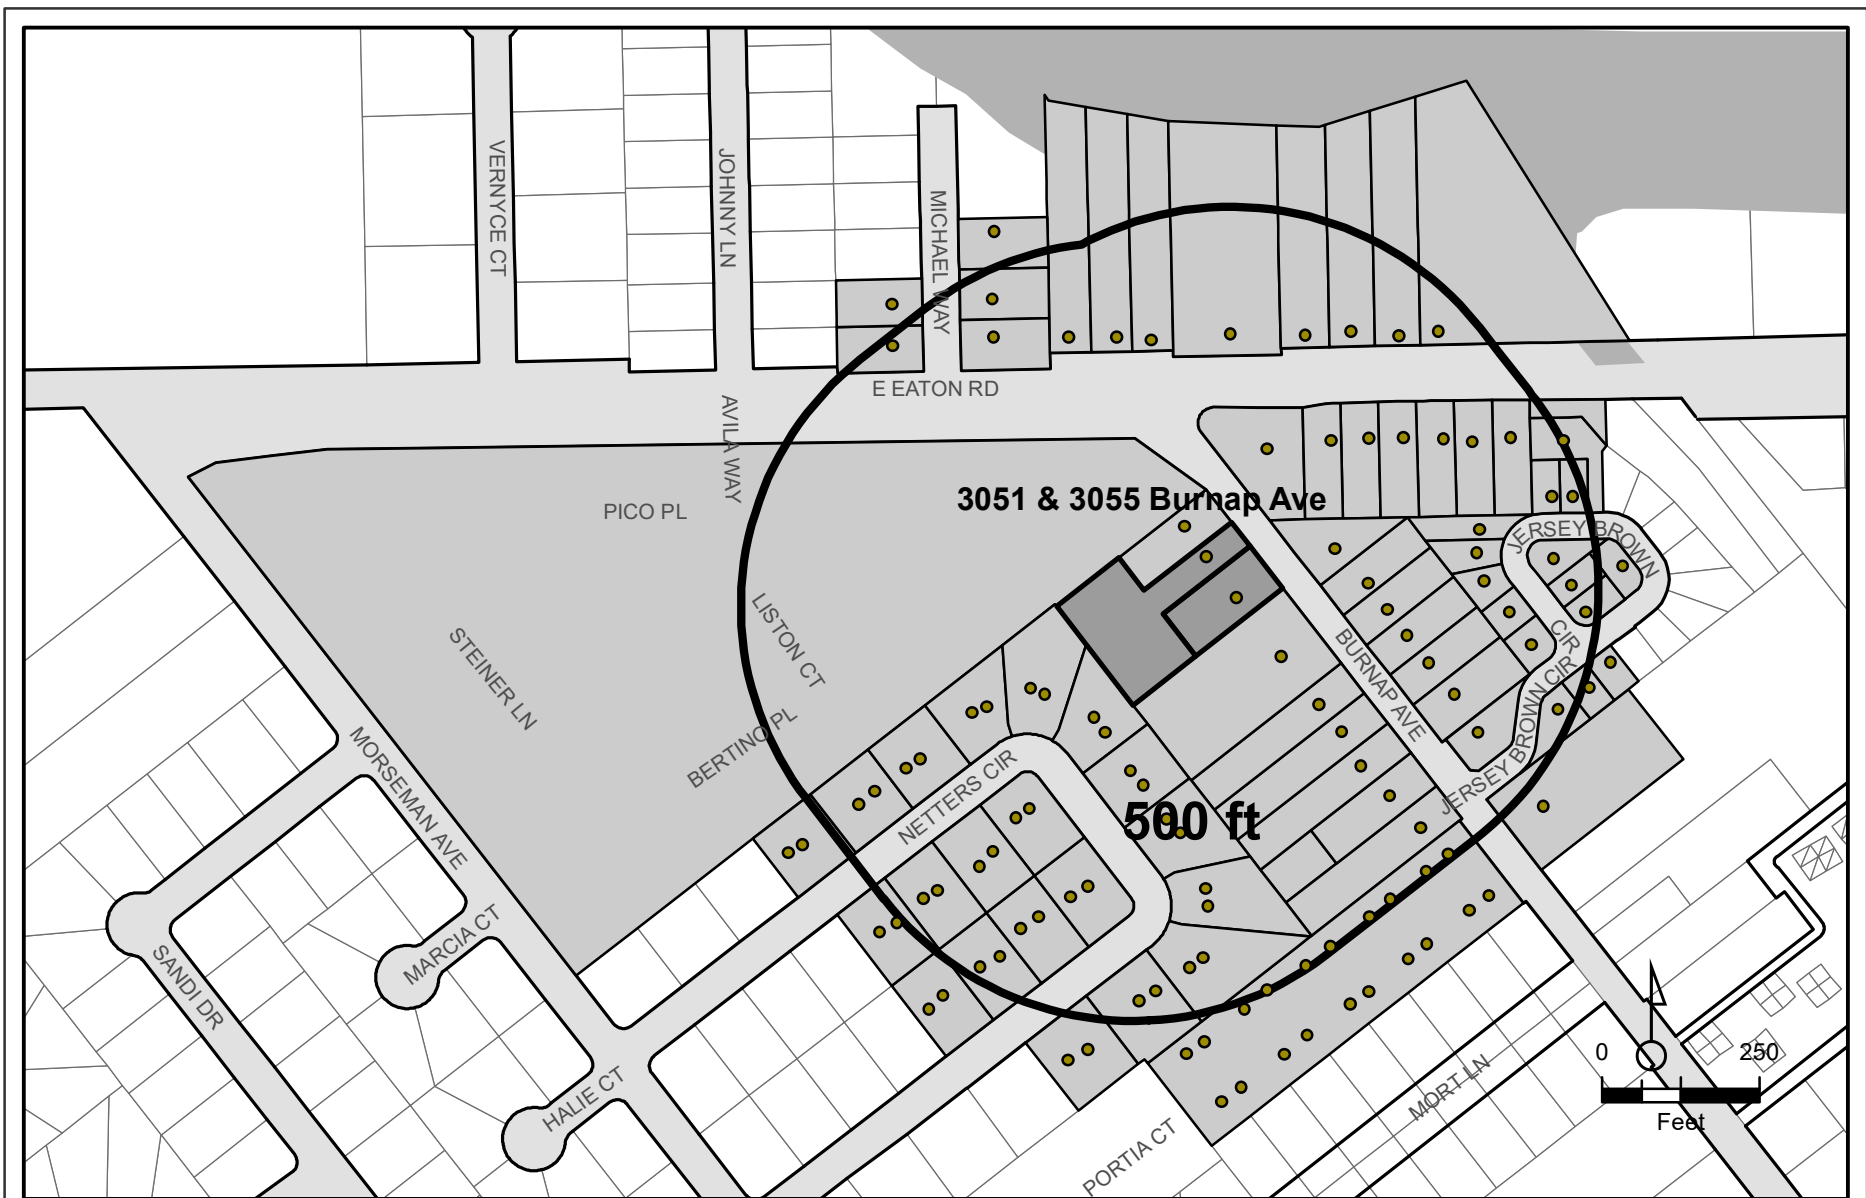 VERNYCE CT
JOHNNY LN
MICHAEL WAY
E EATON RD
AVILA WAY
PICO PL
3051 & 3055 Burnap Ave
JERSEY BROWN
CIR
LISTON CT
STEINER LN
BURNAP AVE
BERTINO PL
JERSEY BROWN CIR
MORSEMAN AVE
NETTERS CIR
500 ft
MARCIA CT
SANDI DR
HALIE CT
MORT LN
PORTIA CT
0 250
Feet